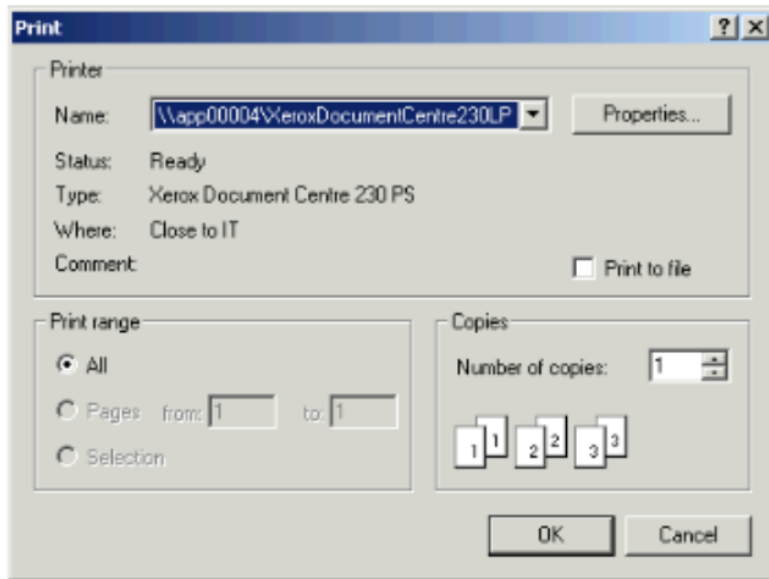 Print
Printer
Name: \\app00004\XeroxDocumentCentre230LP Properties...
Status: Ready
Type: Xerox Document Centre 230 PS
Where: Close to IT
Comment: Print to file
Print range
All
Pages from: 1 to: 1
Selection
Copies
Number of copies: 1
1 1 2 2 3 3
OK Cancel